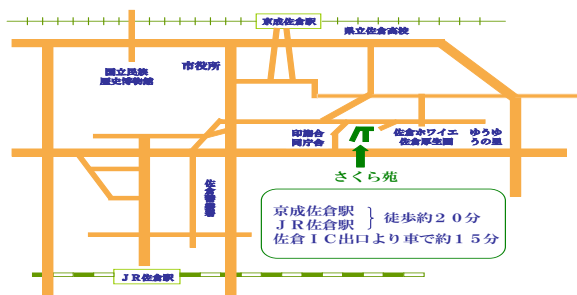 京成佐倉駅
県立佐倉高校
市役所
国立民族
歴史博物館
印旛合
同庁舎
佐倉ホワイエ
佐倉厚生園
ゆうゆ
うの里
さくら苑
京成佐倉駅
JR佐倉駅
徒歩約20分
佐倉IC出口より車で約15分
JR佐倉駅